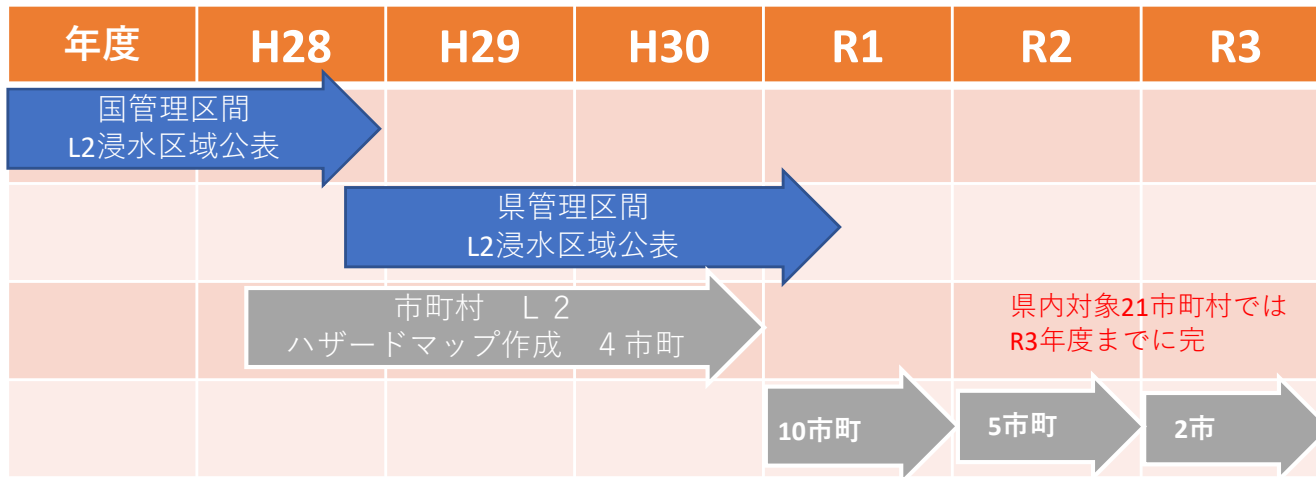 年度 H28 H29 H30 R1 R2 R3
国管理区間
L2浸水区域公表
県管理区間
L2浸水区域公表
市町村 L2
ハザードマップ作成 4市町
県内対象21市町村では
R3年度までに完
10市町 5市町 2市